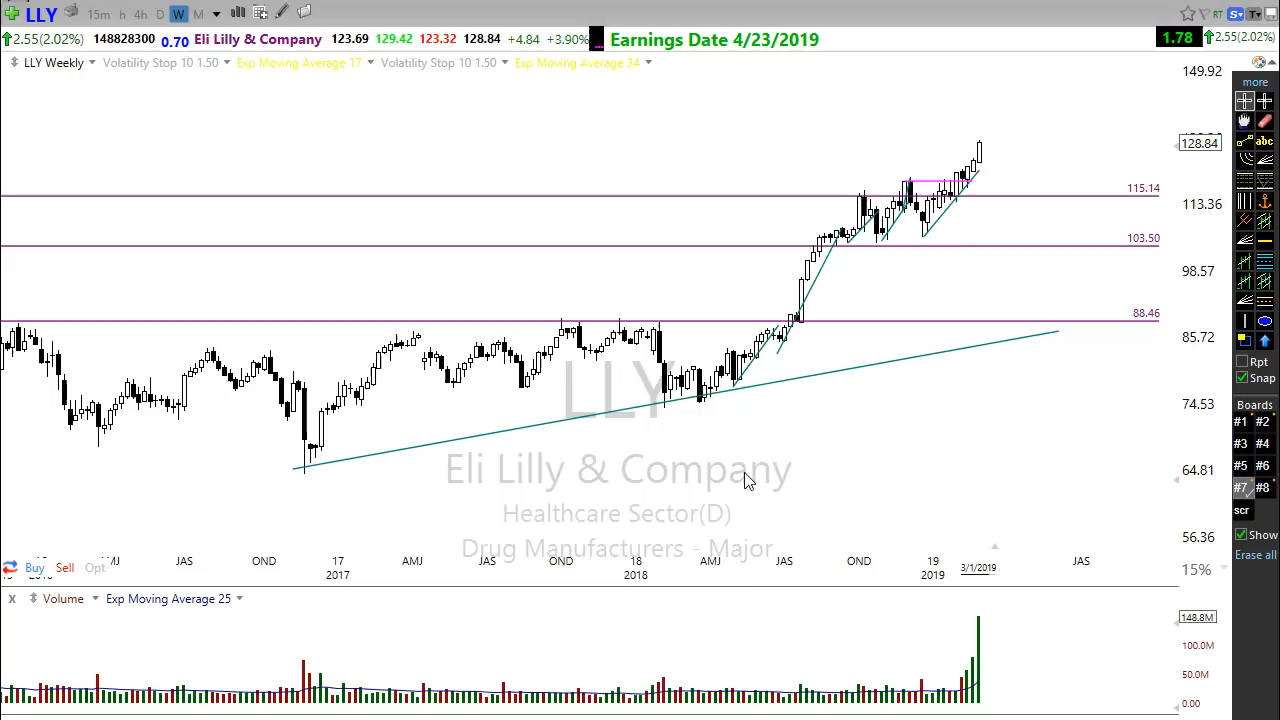 LLY 15m h 4h D W M RT S T
2.55(2.02%) 148828300 0.70 Eli Lilly & Company 123.69 129.42 123.32 128.84 +4.84 +3.90% Earnings Date 4/23/2019 1.78 2.55(2.02%)
LLY Weekly Volatility Stop 10 1.50 Exp Moving Average 17 Volatility Stop 10 1.50 Exp Moving Average 34
149.92
more
abc
128.84
115.14
113.36
103.50
98.57
88.46
85.72
Rpt
Snap
LLY
Boards
74.53
#1 #2
#3 #4
Eli Lilly & Company
64.81
#5 #6
#7 #8
Healthcare Sector(D)
scr
56.36
Show
Drug Manufacturers - Major
Erase all
JAS OND 17 AMJ JAS OND 18 AMJ JAS OND 19 3/1/2019 JAS
Buy Sell Opt 2017 2018 2019 15%
X Volume Exp Moving Average 25
148.8M
100.0M
50.0M
0.00